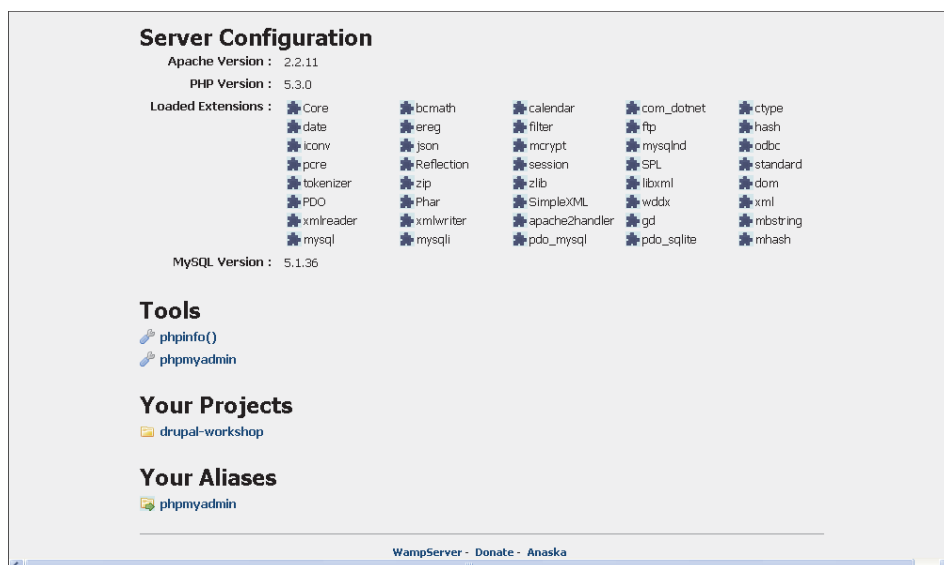 Server Configuration
Apache Version : 2.2.11
PHP Version : 5.3.0
Loaded Extensions : Core bcmath calendar com_dotnet ctype
date ereg filter ftp hash
iconv json mcrypt mysqlnd odbc
pcre Reflection session SPL standard
tokenizer zip zlib libxml dom
PDO Phar SimpleXML wddx xml
xmlreader xmlwriter apache2handler gd mbstring
mysql mysqli pdo_mysql pdo_sqlite mhash
MySQL Version : 5.1.36
Tools
phpinfo()
phpmyadmin
Your Projects
drupal-workshop
Your Aliases
phpmyadmin
WampServer - Donate - Anaska